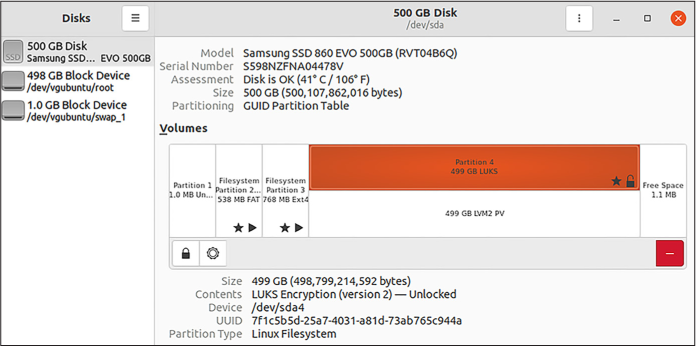 Disks
500 GB Disk
/dev/sda
500 GB Disk
Samsung SSD... EVO 500GB
SSD
498 GB Block Device
/dev/vgubuntu/root
1.0 GB Block Device
/dev/vgubuntu/swap_1
Model Samsung SSD 860 EVO 500GB (RVT04B6Q)
Serial Number S598NZFNA04478V
Assessment Disk is OK (41° C / 106° F)
Size 500 GB (500,107,862,016 bytes)
Partitioning GUID Partition Table
Volumes
Partition 1
1.0 MB Un...
Filesystem
Partition 2...
538 MB FAT
Filesystem
Partition 3
768 MB Ext4
Partition 4
499 GB LUKS
499 GB LVM2 PV
Free Space
1.1 MB
Size 499 GB (498,799,214,592 bytes)
Contents LUKS Encryption (version 2) — Unlocked
Device /dev/sda4
UUID 7f1c5b5d-25a7-4031-a81d-73ab765c944a
Partition Type Linux Filesystem